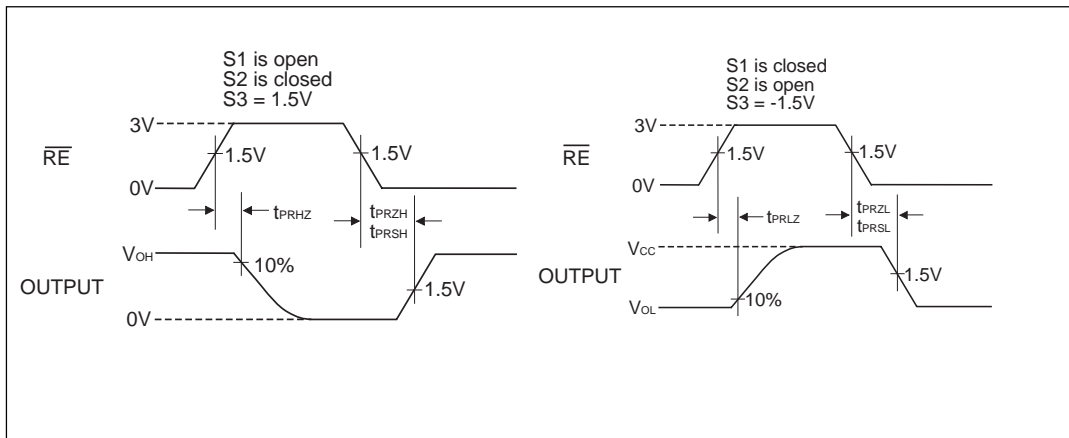 S1 is open
S2 is closed
S3 = 1.5V
3V
RE
1.5V
1.5V
0V
tPRHZ
tPRZH
tPRSH
VOH
10%
OUTPUT
1.5V
0V
S1 is closed
S2 is open
S3 = -1.5V
3V
RE
1.5V
1.5V
0V
tPRLZ
tPRZL
tPRSL
VCC
OUTPUT
1.5V
10%
VOL